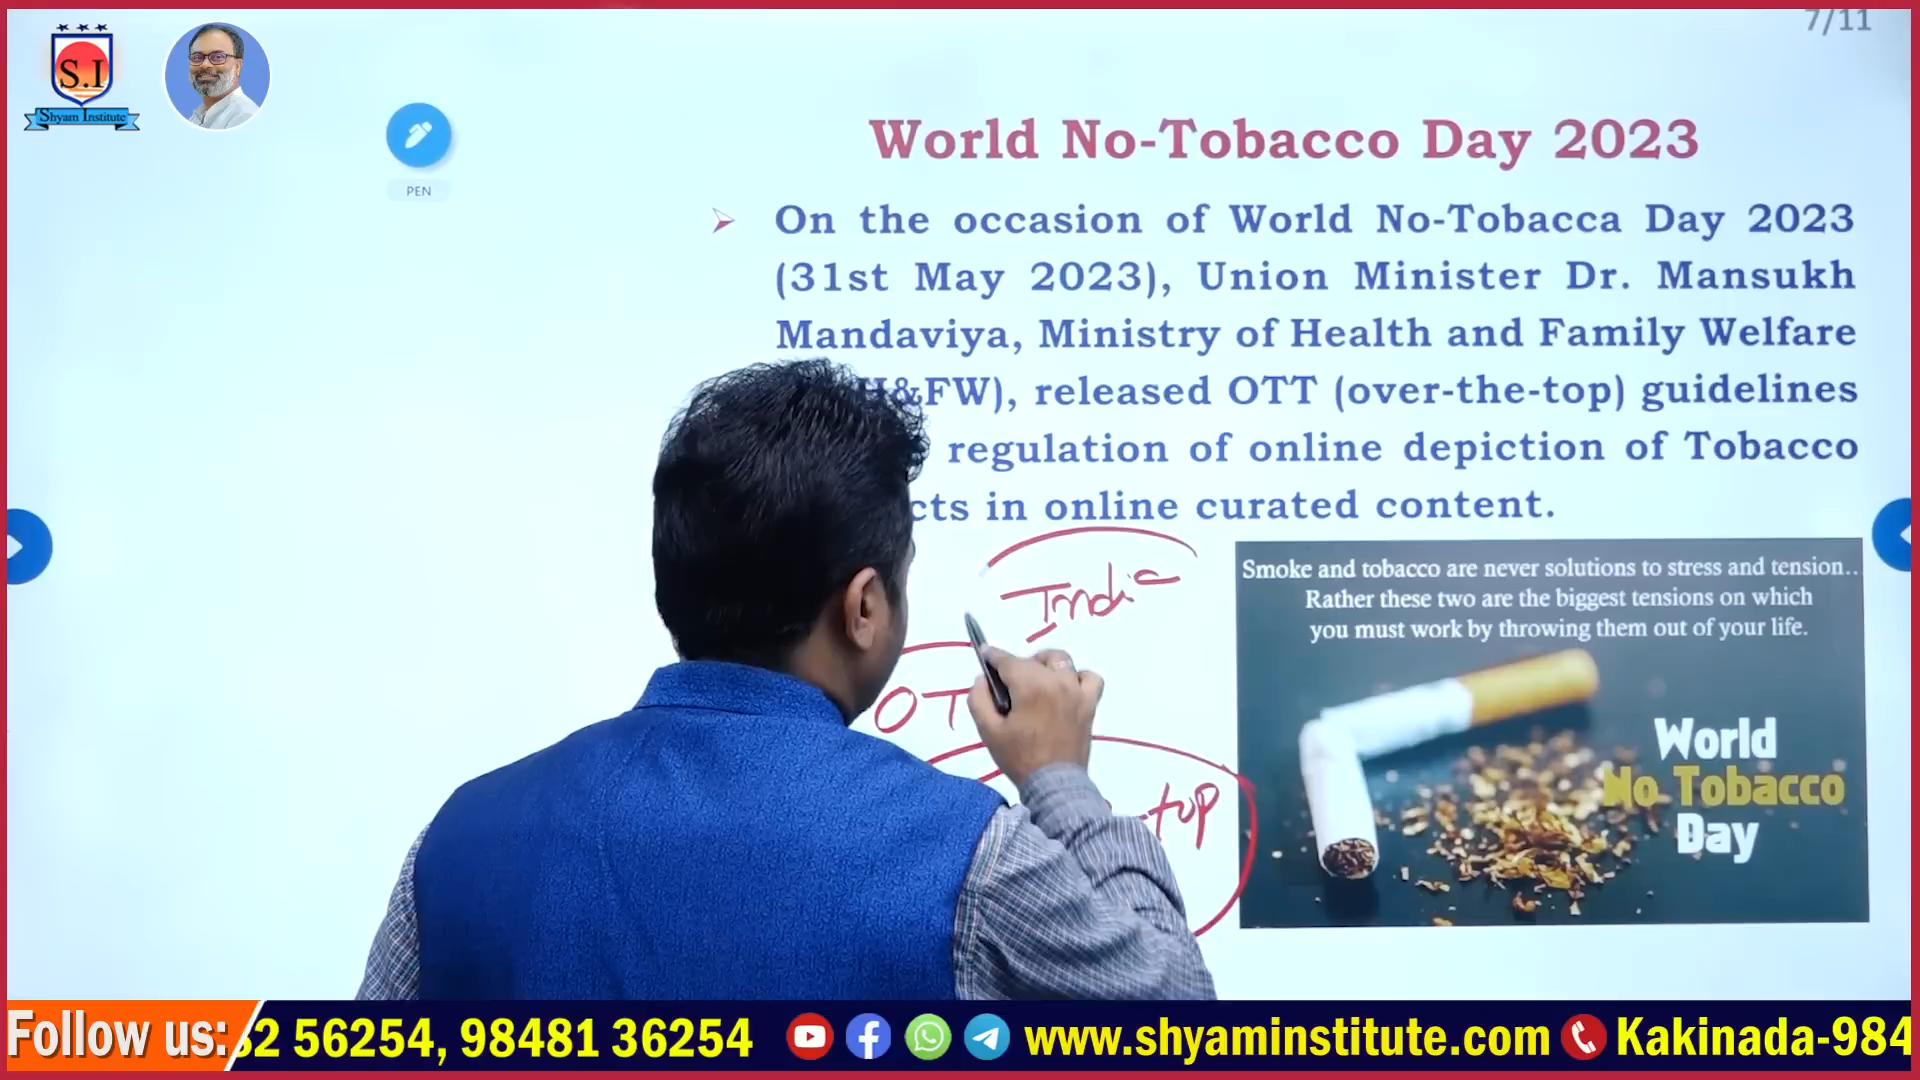 7/11
S.I
Shyam Institute
PEN
World No-Tobacco Day 2023
On the occasion of World No-Tobacca Day 2023
(31st May 2023), Union Minister Dr. Mansukh
Mandaviya, Ministry of Health and Family Welfare
H&FW), released OTT (over-the-top) guidelines
regulation of online depiction of Tobacco
cts in online curated content.
India
OT
-top
Smoke and tobacco are never solutions to stress and tension..
Rather these two are the biggest tensions on which
you must work by throwing them out of your life.
World
No Tobacco
Day
Follow us: 2 56254, 98481 36254 www.shyaminstitute.com Kakinada-984